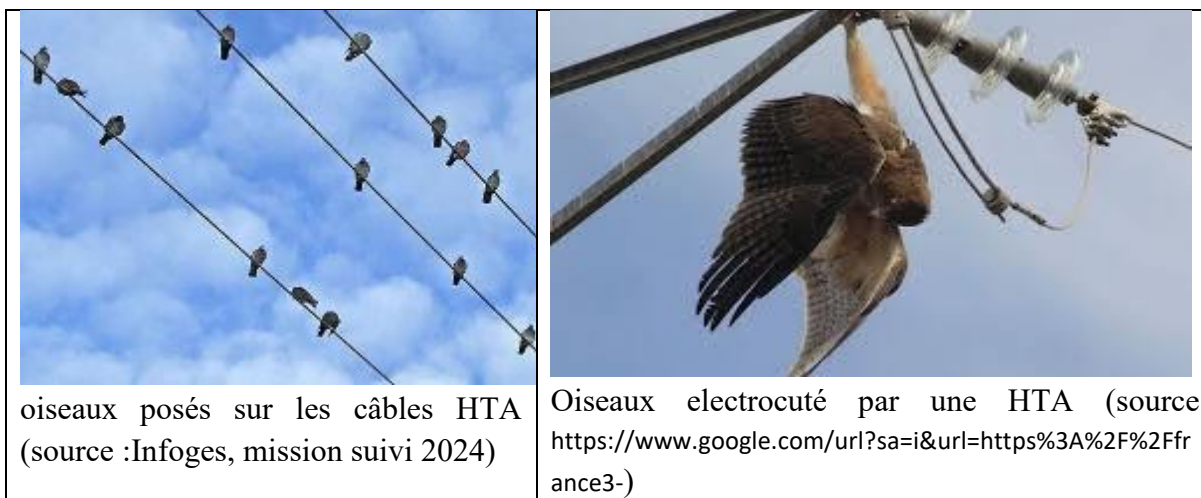 oiseaux posés sur les câbles HTA
(source :Infoges, mission suivi 2024)
Oiseaux electrocuté par une HTA (source
https://www.google.com/url?sa=i&url=https%3A%2F%2Ffr
ance3-)